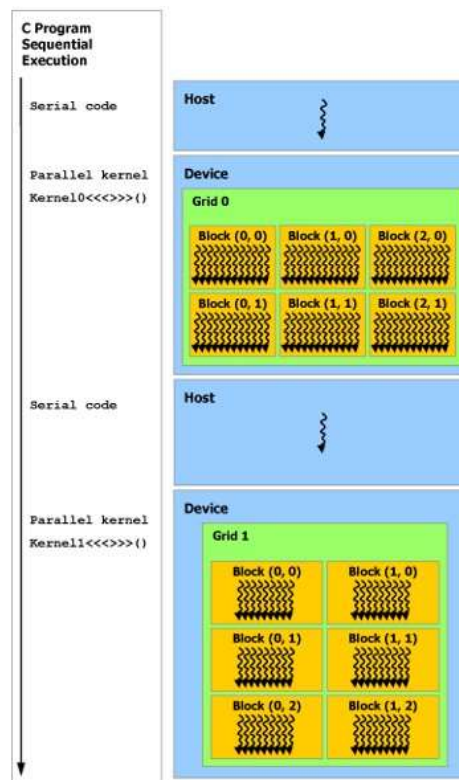 C Program
Sequential
Execution
Serial code
Host
Parallel kernel
Kernel0<<<>>>()
Device
Grid 0
Block (0, 0)
Block (1, 0)
Block (2, 0)
Block (0, 1)
Block (1, 1)
Block (2, 1)
Serial code
Host
Parallel kernel
Kernel1<<<>>>()
Device
Grid 1
Block (0, 0)
Block (1, 0)
Block (0, 1)
Block (1, 1)
Block (0, 2)
Block (1, 2)